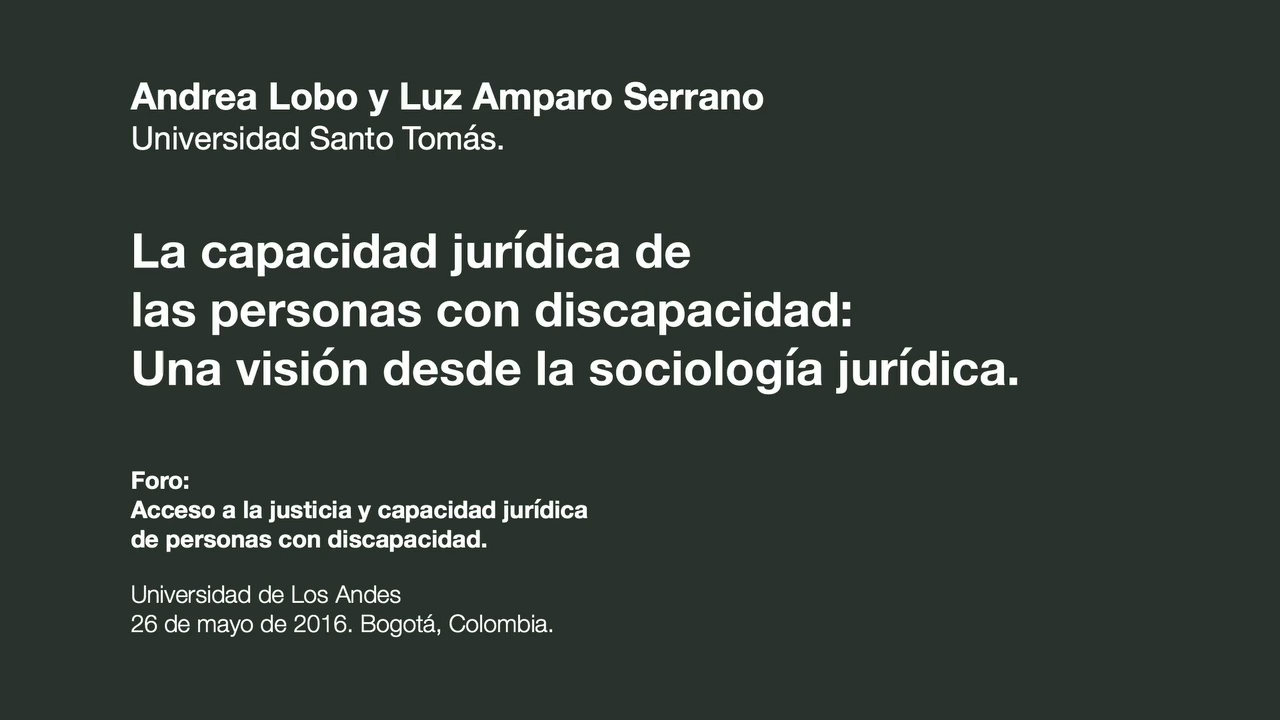 Andrea Lobo y Luz Amparo Serrano
Universidad Santo Tomás.
La capacidad jurídica de
las personas con discapacidad:
Una visión desde la sociología jurídica.
Foro:
Acceso a la justicia y capacidad jurídica
de personas con discapacidad.
Universidad de Los Andes
26 de mayo de 2016. Bogotá, Colombia.